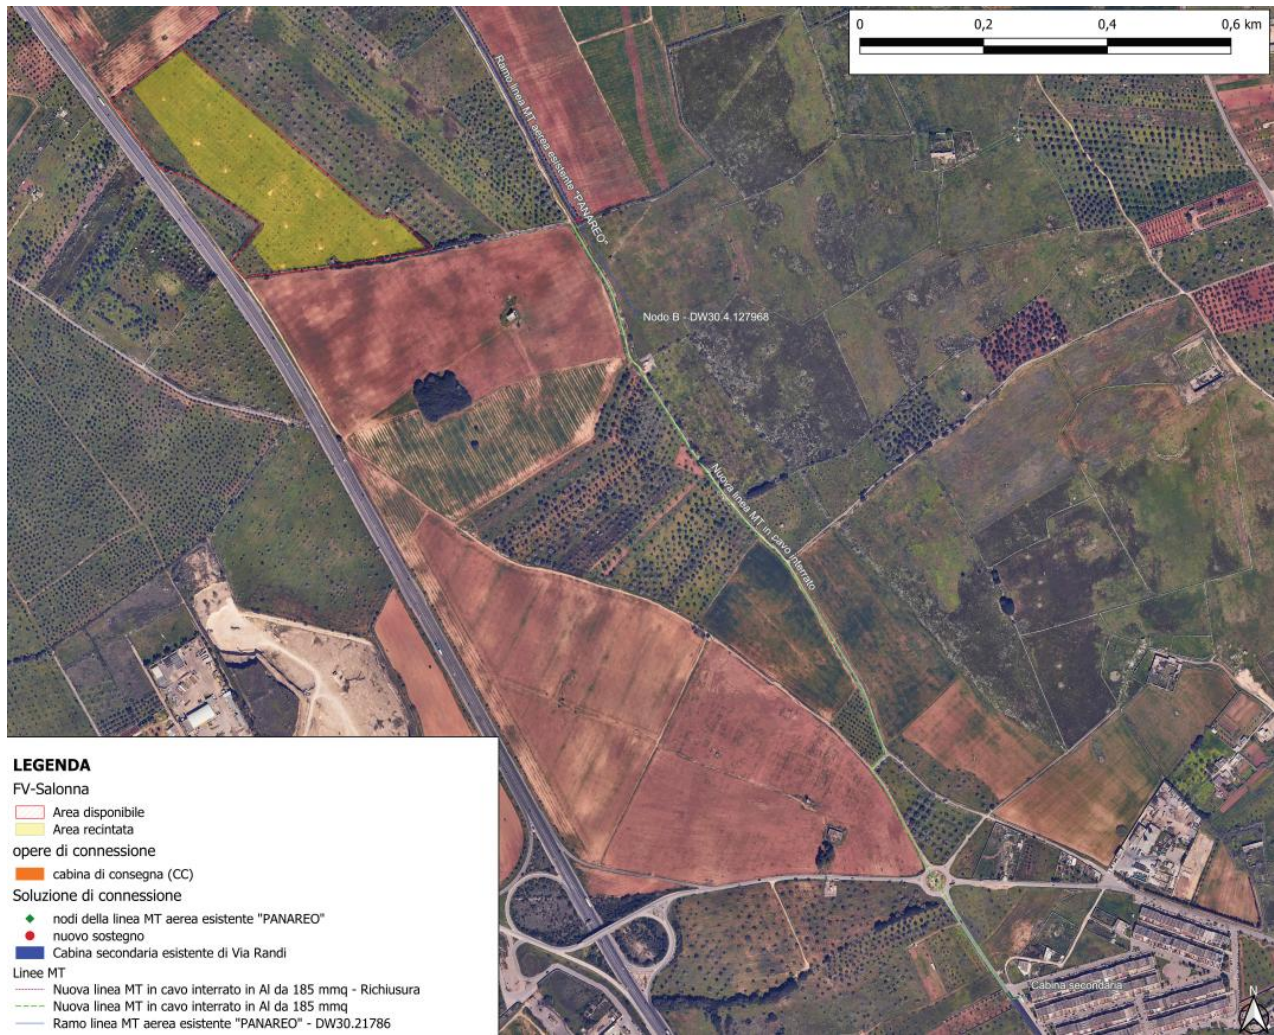 0 0,2 0,4 0,6 km
Ramo linea MT aerea esistente "PANAREO"
Nodo B - DW30.4.127968
Nuova linea MT in cavo interrato
Cabina secondaria
N
LEGENDA
FV-Salonna
Area disponibile
Area recintata
opere di connessione
cabina di consegna (CC)
Soluzione di connessione
nodi della linea MT aerea esistente "PANAREO"
nuovo sostegno
Cabina secondaria esistente di Via Randi
Linee MT
Nuova linea MT in cavo interrato in Al da 185 mmq - Richiusura
Nuova linea MT in cavo interrato in Al da 185 mmq
Ramo linea MT aerea esistente "PANAREO" - DW30.21786